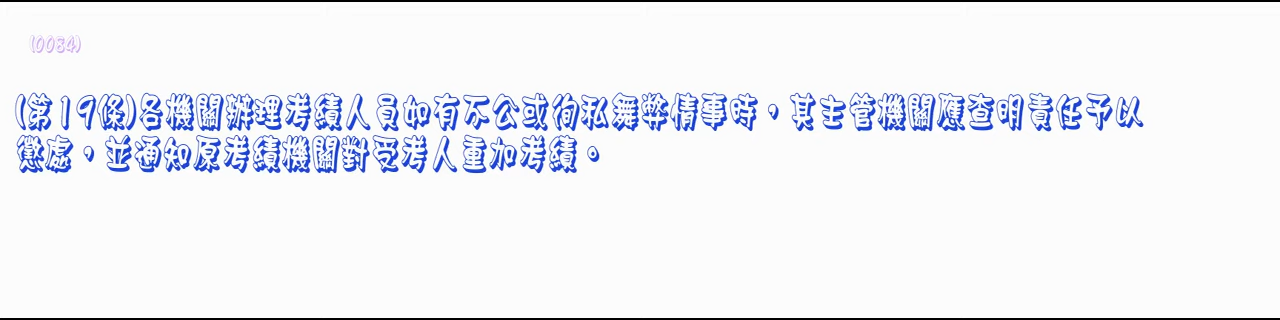 (0034)
(第19條)各機關辦理考績人員如有不公或徇私舞弊情事時，其主管機關應查明責任予以
懲處，並通知原考績機關對受考人重加考績。